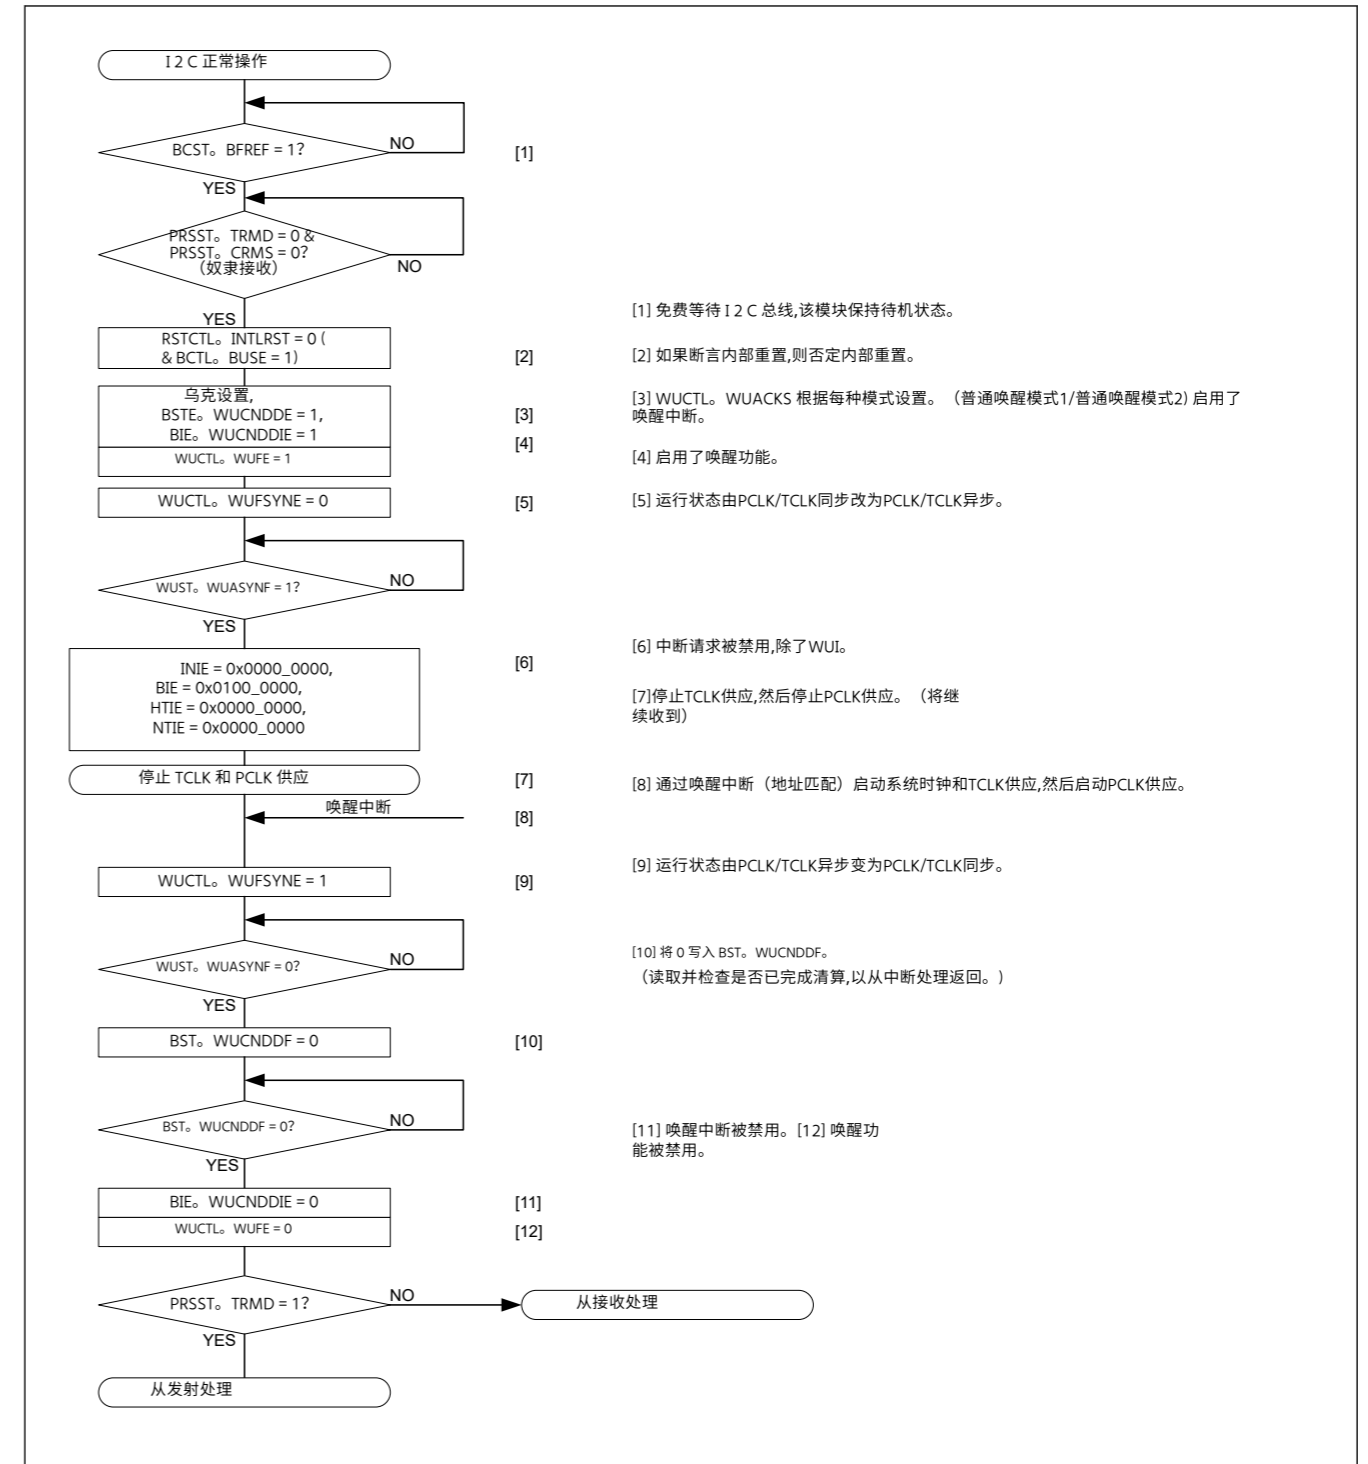 I 2 C 正常操作
BCST。BFREF = 1?
NO
[1]
YES
PRSST。TRMD = 0 &
PRSST。CRMS = 0?
（奴隶接收）
NO
YES
[1] 免费等待 I 2 C 总线,该模块保持待机状态。
RSTCTL。INTLRST = 0 (
& BCTL。BUSE = 1)
[2]
[2] 如果断言内部重置,则否定内部重置。
乌克设置,
BSTE。WUCNDDE = 1,
BIE。WUCNDDIE = 1
[3]
[3] WUCTL。WUACKS 根据每种模式设置。（普通唤醒模式1/普通唤醒模式2) 启用了
唤醒中断。
WUCTL。WUFE = 1
[4]
[4] 启用了唤醒功能。
WUCTL。WUFSYNE = 0
[5]
[5] 运行状态由PCLK/TCLK同步改为PCLK/TCLK异步。
WUST。WUASYNF = 1?
NO
YES
INIE = 0x0000_0000,
BIE = 0x0100_0000,
HTIE = 0x0000_0000,
NTIE = 0x0000_0000
[6]
[6] 中断请求被禁用,除了WUI。
[7]停止TCLK供应,然后停止PCLK供应。（将继
续收到）
停止 TCLK 和 PCLK 供应
[7]
[8] 通过唤醒中断（地址匹配）启动系统时钟和TCLK供应,然后启动PCLK供应。
唤醒中断
[8]
WUCTL。WUFSYNE = 1
[9]
[9] 运行状态由PCLK/TCLK异步变为PCLK/TCLK同步。
WUST。WUASYNF = 0?
NO
YES
[10] 将 0 写入 BST。WUCNDDF。
（读取并检查是否已完成清算,以从中断处理返回。)
BST。WUCNDDF = 0
[10]
BST。WUCNDDF = 0?
NO
YES
[11] 唤醒中断被禁用。[12] 唤醒功
能被禁用。
BIE。WUCNDDIE = 0
[11]
WUCTL。WUFE = 0
[12]
PRSST。TRMD = 1?
NO
从接收处理
YES
从发射处理